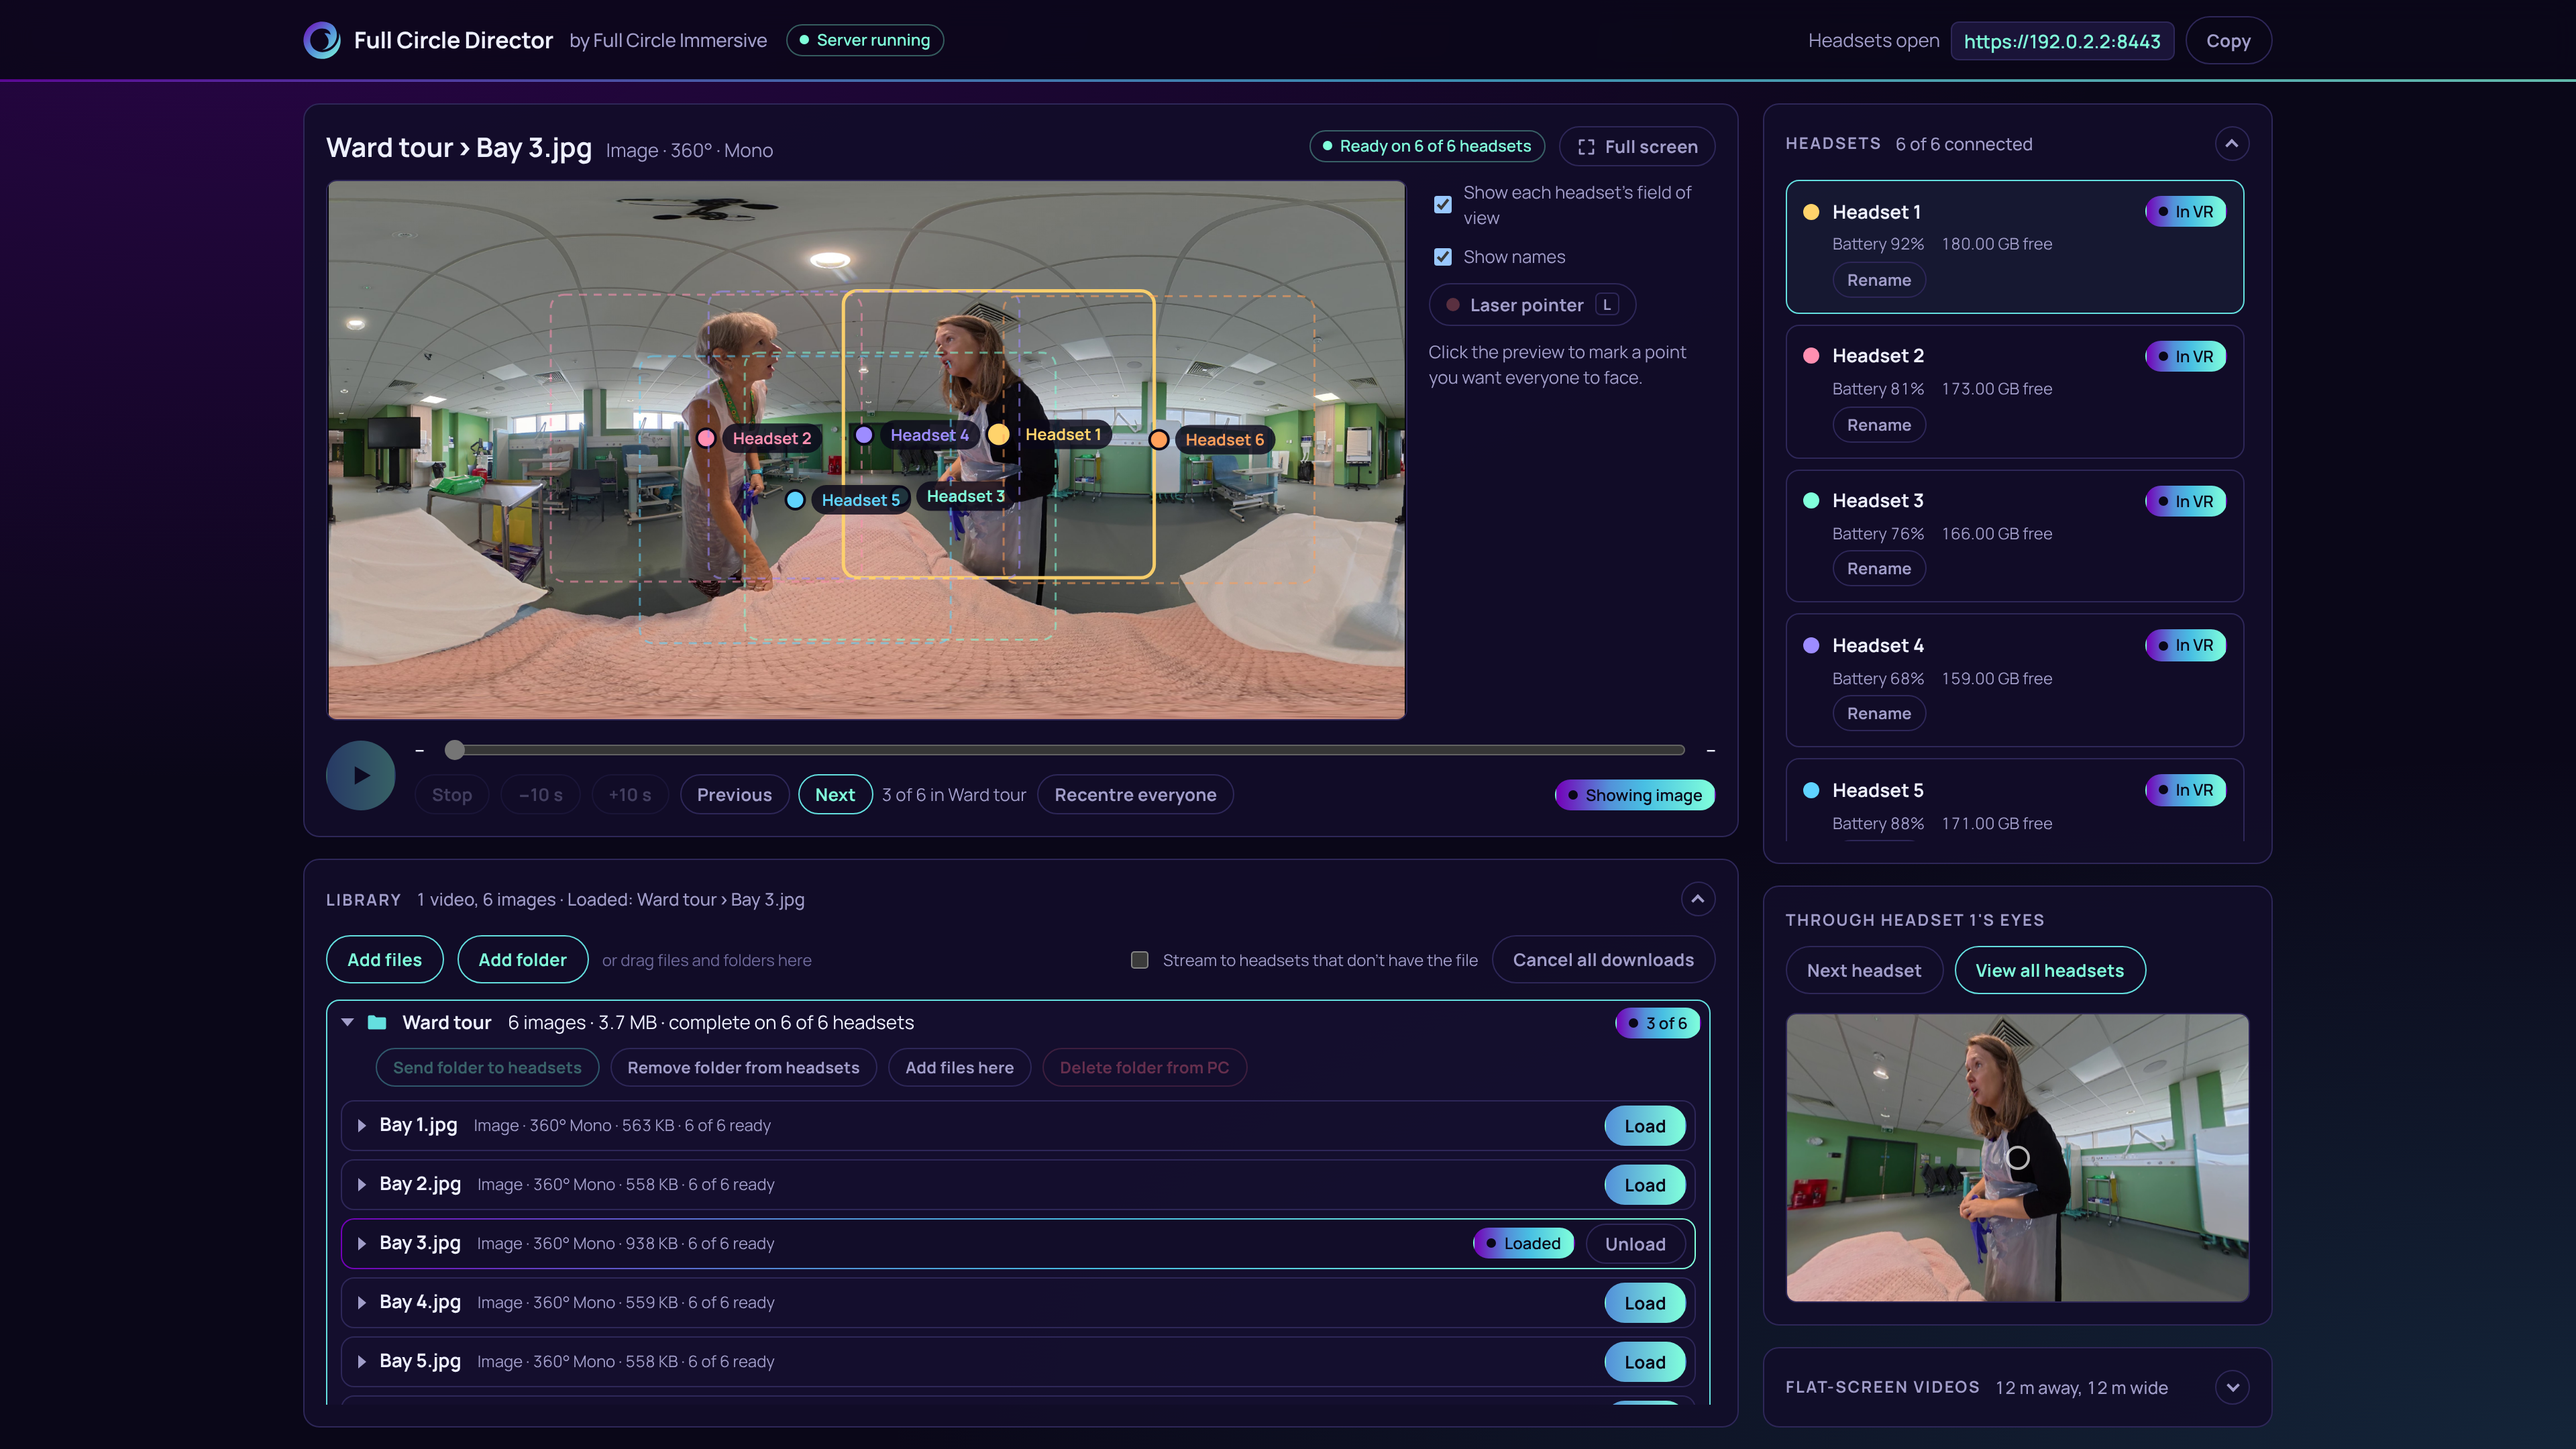 Full Circle Director by Full Circle Immersive Server running
Headsets open https://192.0.2.2:8443 Copy
Ward tour › Bay 3.jpg Image · 360° · Mono
Ready on 6 of 6 headsets Full screen
Show each headset's field of
view
Show names
Laser pointer L
Click the preview to mark a point
you want everyone to face.
Headset 2
Headset 4
Headset 1
Headset 6
Headset 5
Headset 3
– –
Stop –10 s +10 s Previous Next 3 of 6 in Ward tour Recentre everyone Showing image
LIBRARY 1 video, 6 images · Loaded: Ward tour › Bay 3.jpg
Add files Add folder or drag files and folders here
Stream to headsets that don't have the file Cancel all downloads
Ward tour 6 images · 3.7 MB · complete on 6 of 6 headsets 3 of 6
Send folder to headsets Remove folder from headsets Add files here Delete folder from PC
Bay 1.jpg Image · 360° Mono · 563 KB · 6 of 6 ready Load
Bay 2.jpg Image · 360° Mono · 558 KB · 6 of 6 ready Load
Bay 3.jpg Image · 360° Mono · 938 KB · 6 of 6 ready Loaded Unload
Bay 4.jpg Image · 360° Mono · 559 KB · 6 of 6 ready Load
Bay 5.jpg Image · 360° Mono · 558 KB · 6 of 6 ready Load
HEADSETS 6 of 6 connected
Headset 1 In VR
Battery 92% 180.00 GB free
Rename
Headset 2 In VR
Battery 81% 173.00 GB free
Rename
Headset 3 In VR
Battery 76% 166.00 GB free
Rename
Headset 4 In VR
Battery 68% 159.00 GB free
Rename
Headset 5 In VR
Battery 88% 171.00 GB free
THROUGH HEADSET 1'S EYES
Next headset View all headsets
FLAT-SCREEN VIDEOS 12 m away, 12 m wide